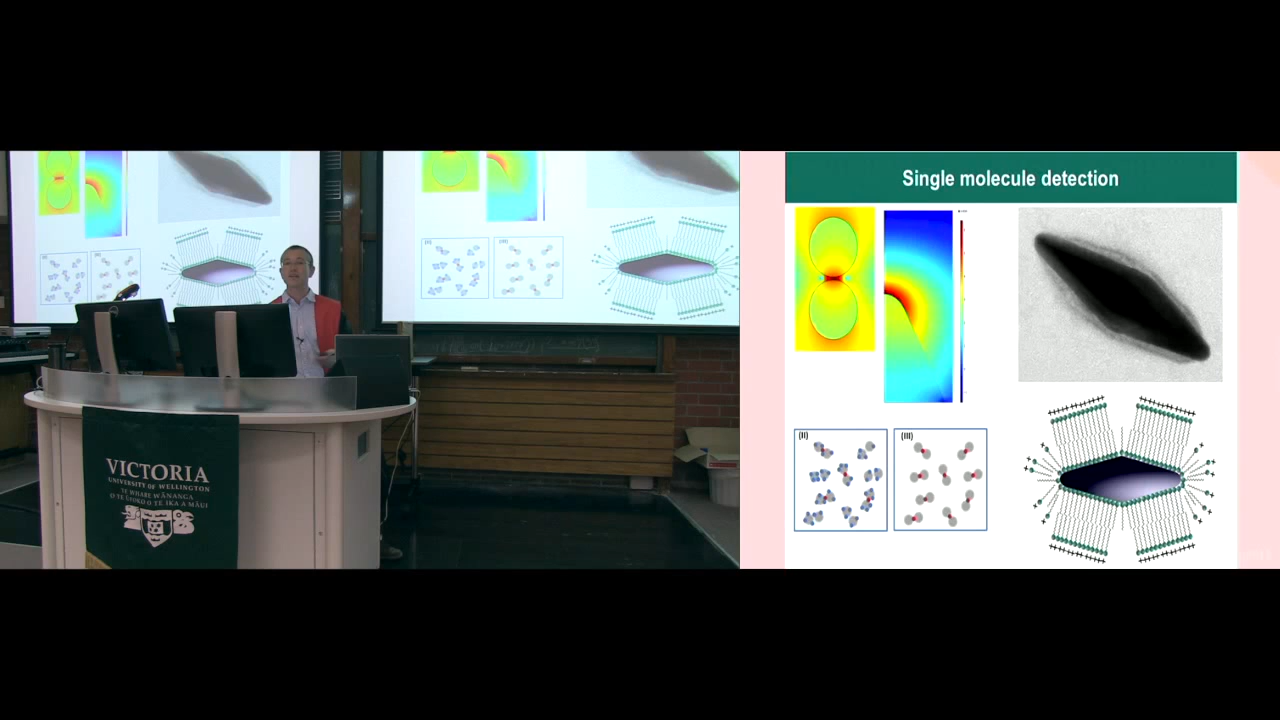 VICTORIA
UNIVERSITY OF WELLINGTON
TE WHARE WĀNANGA
O TE ŪPOKO O TE IKA A MĀUI
Single molecule detection
(II)
(III)